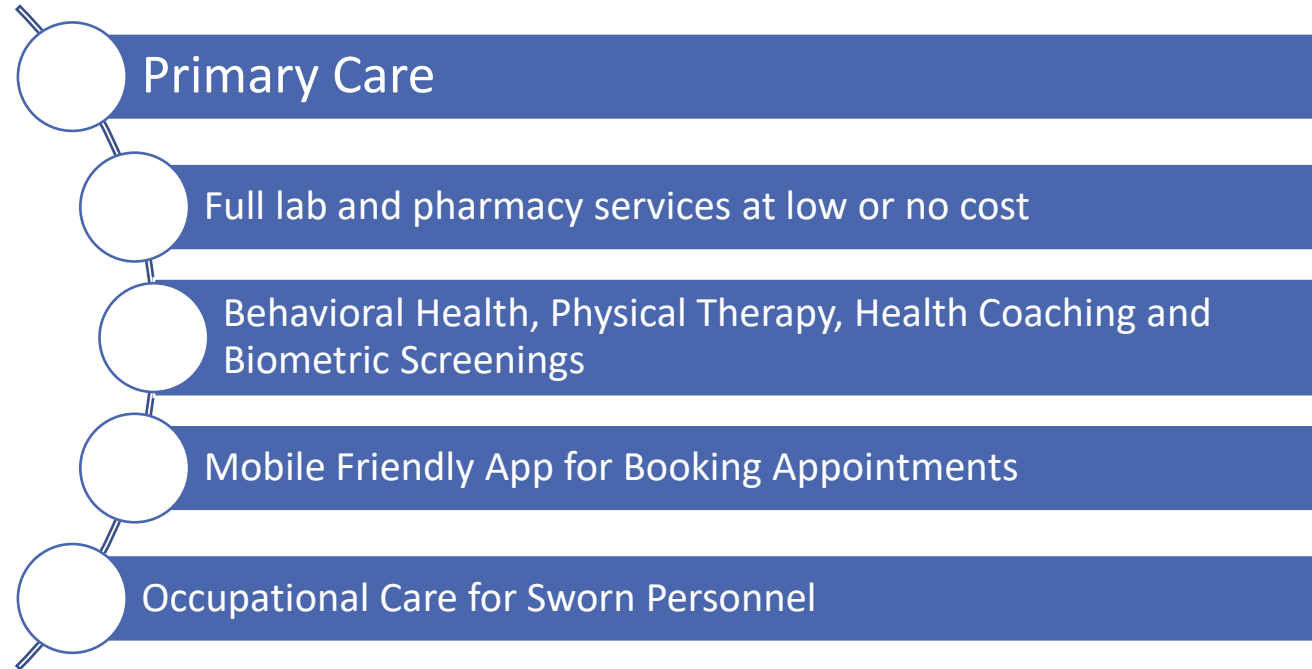 Primary Care
Full lab and pharmacy services at low or no cost
Behavioral Health, Physical Therapy, Health Coaching and
Biometric Screenings
Mobile Friendly App for Booking Appointments
Occupational Care for Sworn Personnel